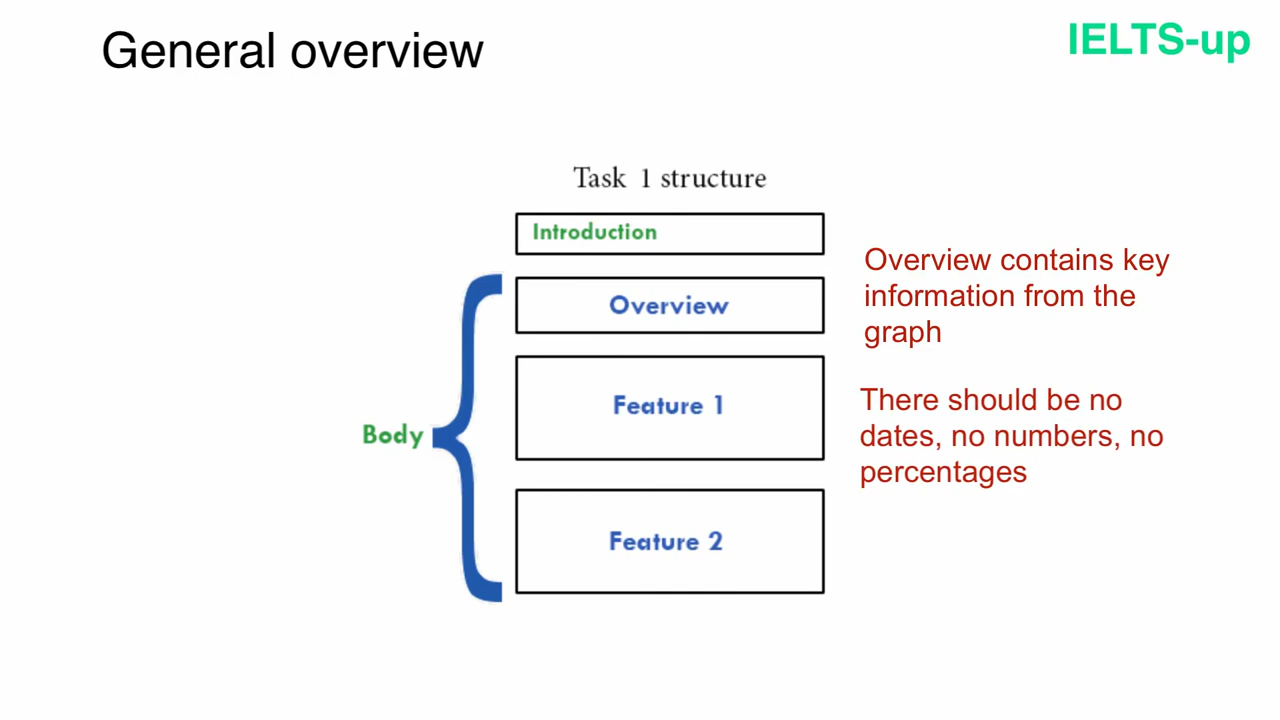 General overview
IELTS-up
Task 1 structure
Introduction
Overview
Feature 1
Body
Feature 2
Overview contains key
information from the
graph
There should be no
dates, no numbers, no
percentages